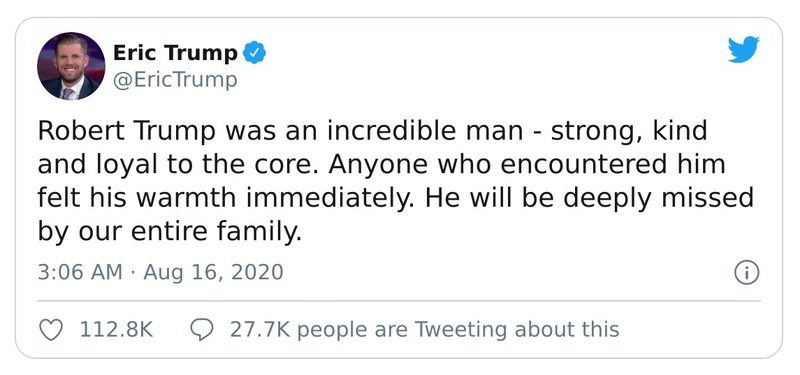 Eric Trump
@EricTrump
Robert Trump was an incredible man - strong, kind
and loyal to the core. Anyone who encountered him
felt his warmth immediately. He will be deeply missed
by our entire family.
3:06 AM · Aug 16, 2020
112.8K 27.7K people are Tweeting about this